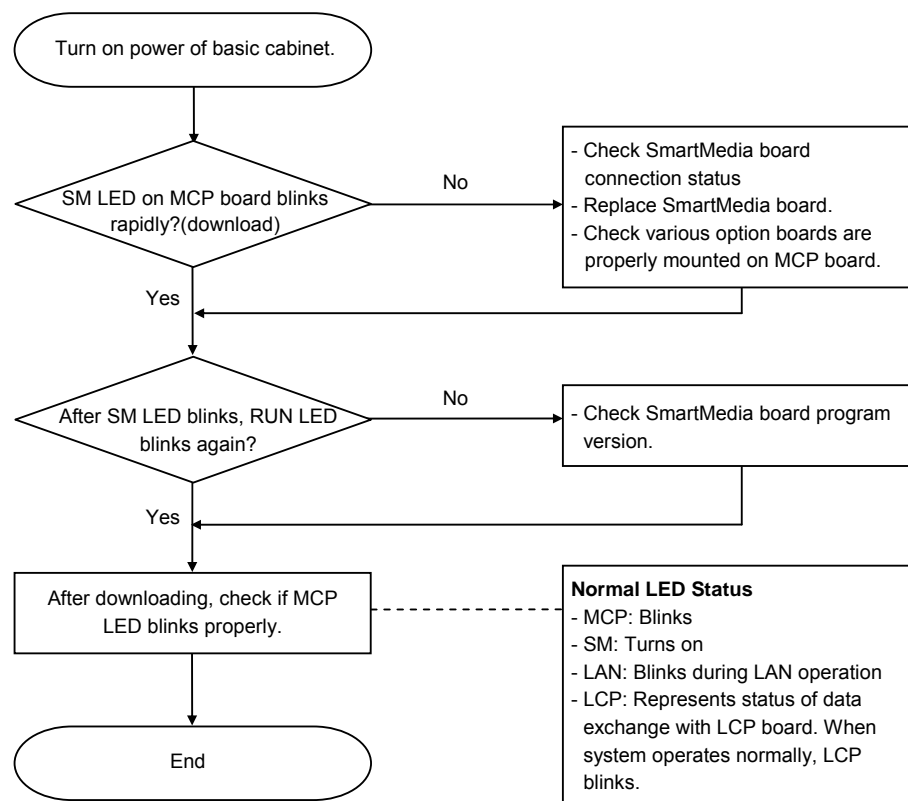 Turn on power of basic cabinet.
SM LED on MCP board blinks
rapidly?(download)
No
- Check SmartMedia board
connection status
- Replace SmartMedia board.
- Check various option boards are
properly mounted on MCP board.
Yes
After SM LED blinks, RUN LED
blinks again?
No
- Check SmartMedia board program
version.
Yes
After downloading, check if MCP
LED blinks properly.
Normal LED Status
- MCP: Blinks
- SM: Turns on
- LAN: Blinks during LAN operation
- LCP: Represents status of data
exchange with LCP board. When
system operates normally, LCP
blinks.
End